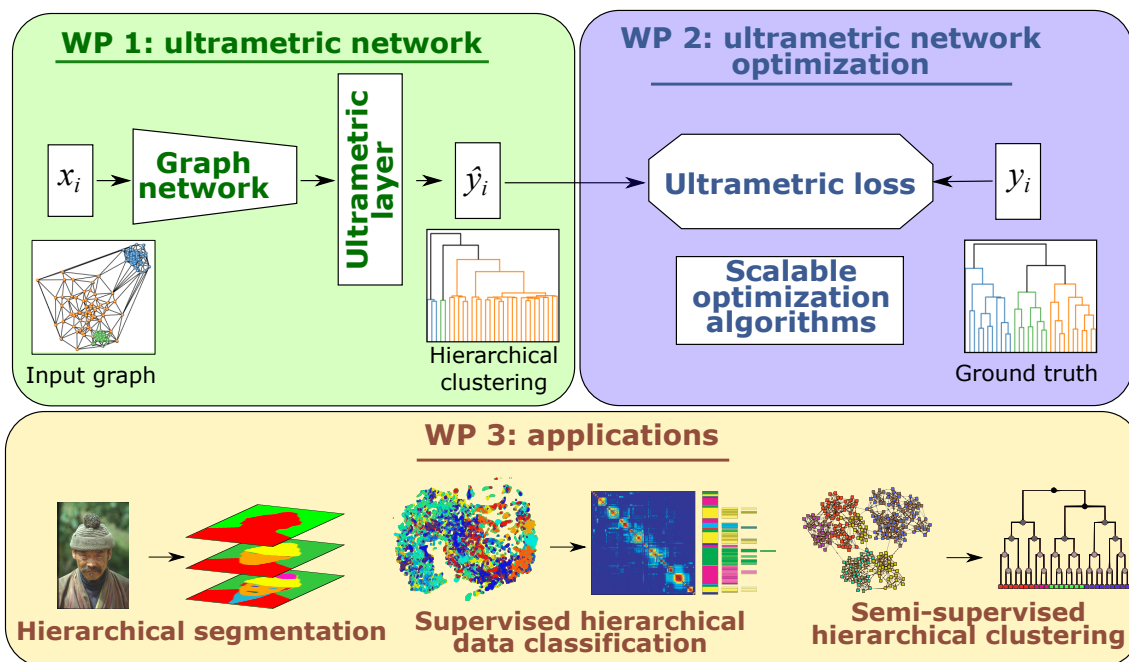 WP 1: ultrametric network
x_i
Graph
network
Ultrametric
layer
ŷ_i
Input graph
Hierarchical
clustering
WP 2: ultrametric network
optimization
Ultrametric loss
y_i
Scalable
optimization
algorithms
Ground truth
WP 3: applications
Hierarchical segmentation
Supervised hierarchical
data classification
Semi-supervised
hierarchical clustering